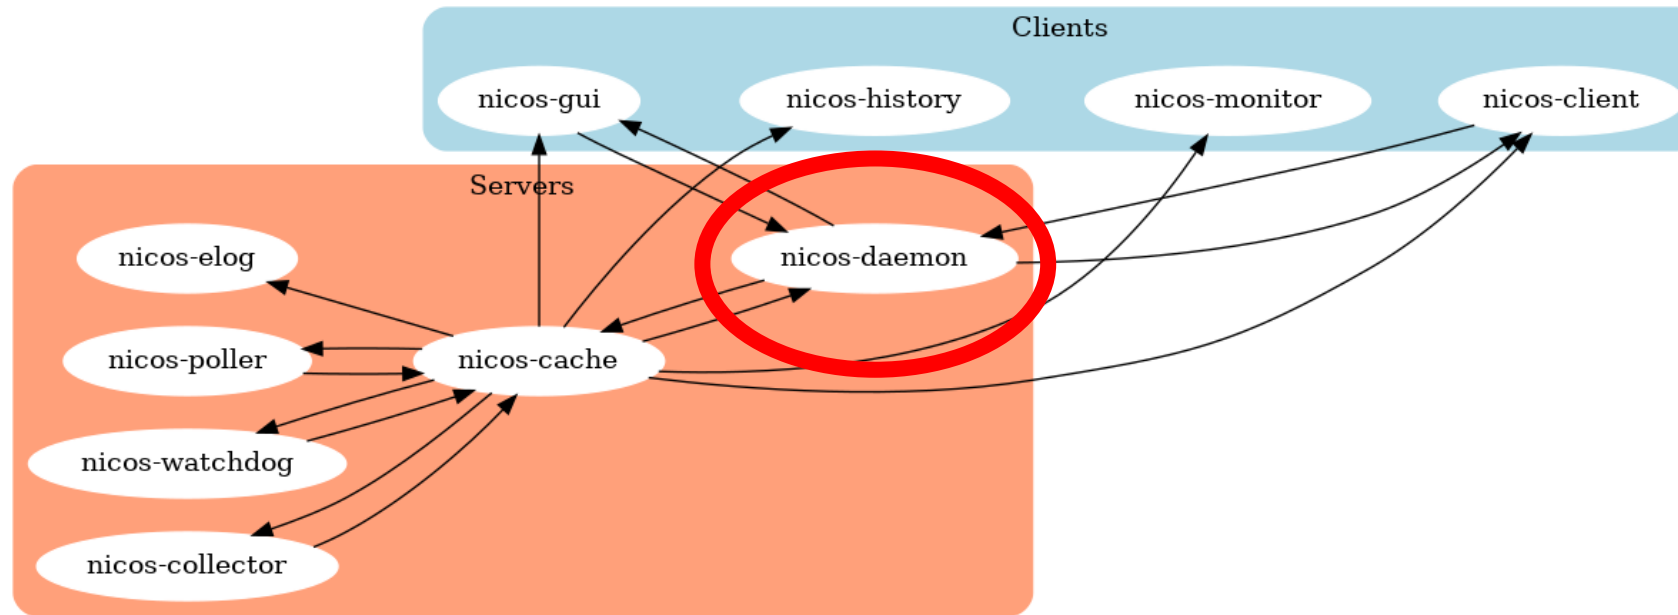 Clients
nicos-gui
nicos-history
nicos-monitor
nicos-client
Servers
nicos-elog
nicos-daemon
nicos-poller
nicos-cache
nicos-watchdog
nicos-collector